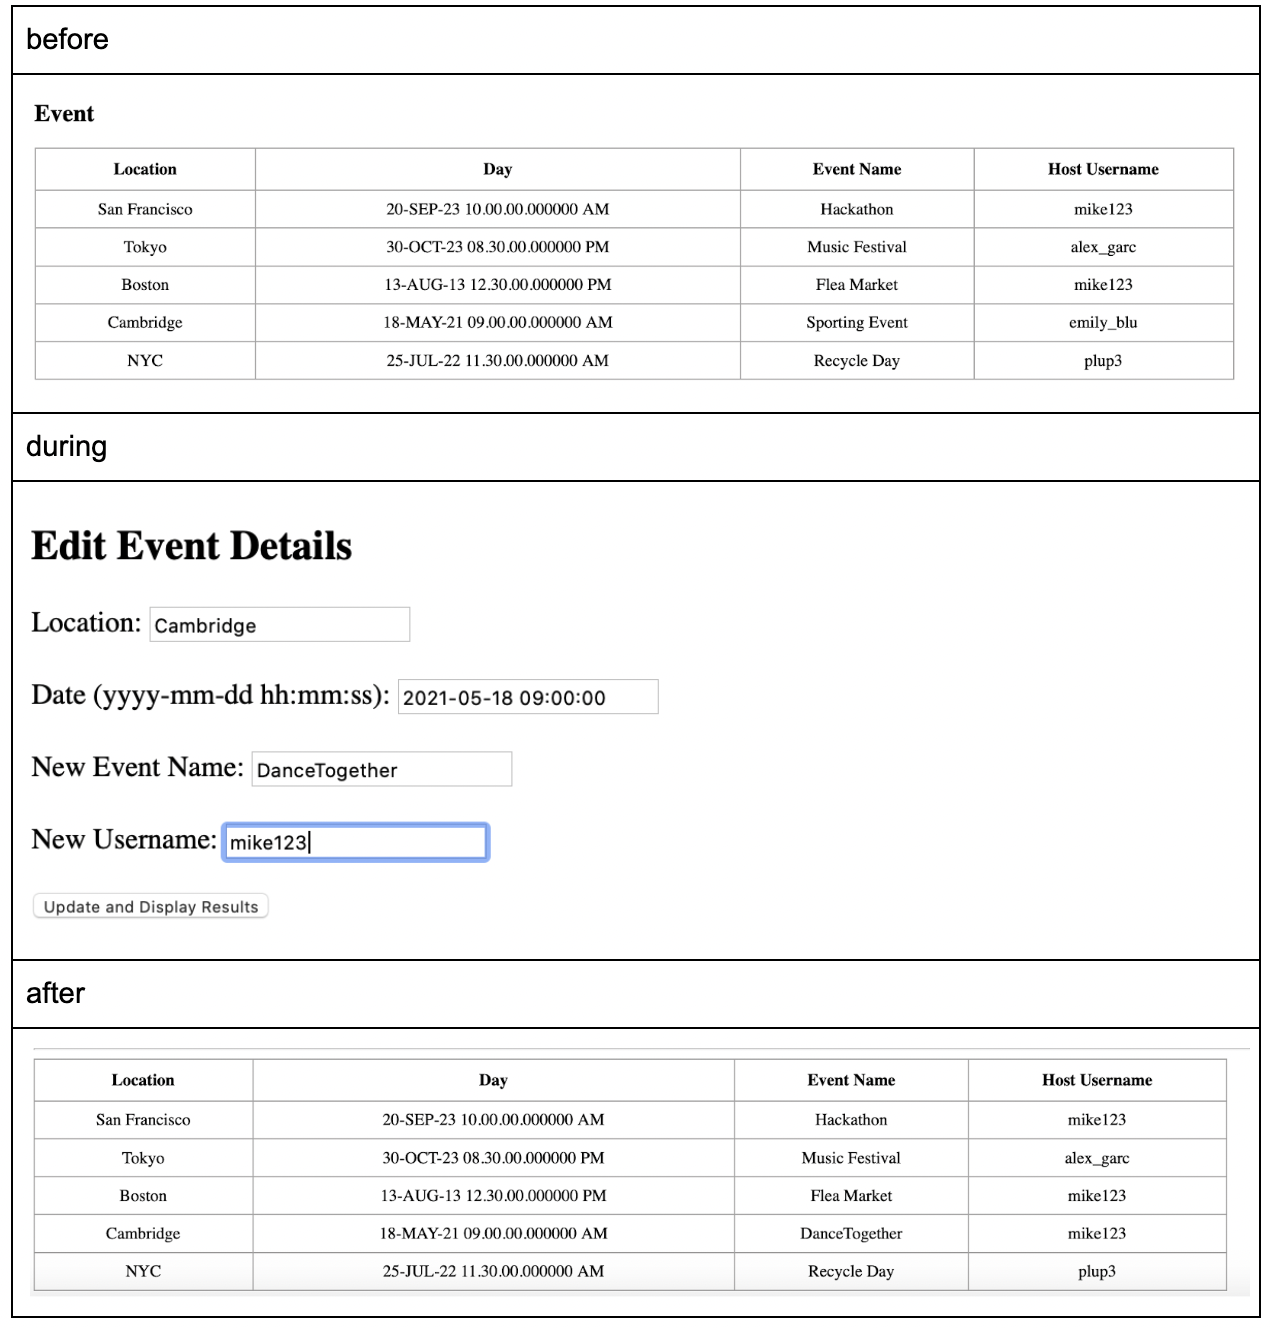 before
Event
Location Day Event Name Host Username
San Francisco 20-SEP-23 10.00.00.000000 AM Hackathon mike123
Tokyo 30-OCT-23 08.30.00.000000 PM Music Festival alex_garc
Boston 13-AUG-13 12.30.00.000000 PM Flea Market mike123
Cambridge 18-MAY-21 09.00.00.000000 AM Sporting Event emily_blu
NYC 25-JUL-22 11.30.00.000000 AM Recycle Day plup3
during
Edit Event Details
Location: Cambridge
Date (yyyy-mm-dd hh:mm:ss): 2021-05-18 09:00:00
New Event Name: DanceTogether
New Username: mike123
Update and Display Results
after
Location Day Event Name Host Username
San Francisco 20-SEP-23 10.00.00.000000 AM Hackathon mike123
Tokyo 30-OCT-23 08.30.00.000000 PM Music Festival alex_garc
Boston 13-AUG-13 12.30.00.000000 PM Flea Market mike123
Cambridge 18-MAY-21 09.00.00.000000 AM DanceTogether mike123
NYC 25-JUL-22 11.30.00.000000 AM Recycle Day plup3